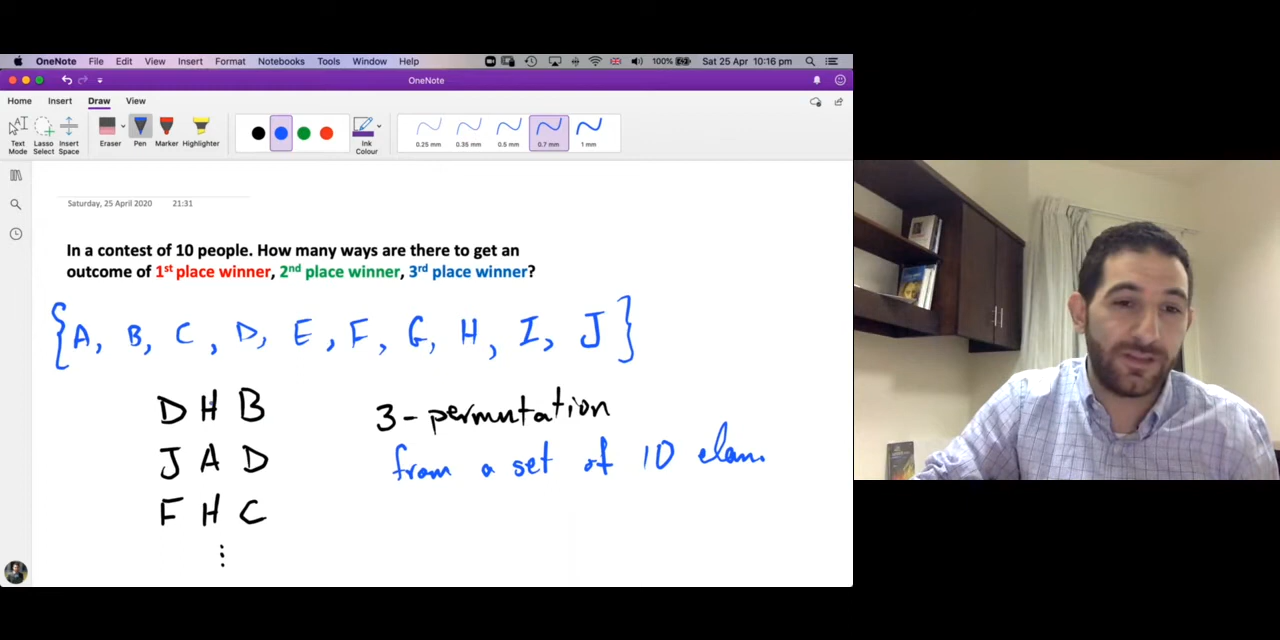 OneNote File Edit View Insert Format Notebooks Tools Window Help 100% Sat 25 Apr 10:16 pm
OneNote
Home Insert Draw View
Text Mode Lasso Select Insert Space Eraser Pen Marker Highlighter Ink Colour 0.25 mm 0.35 mm 0.5 mm 0.7 mm 1 mm
Saturday, 25 April 2020 21:31
In a contest of 10 people. How many ways are there to get an
outcome of 1st place winner, 2nd place winner, 3rd place winner?
{A, B, C, D, E, F, G, H, I, J}
D H B
3-permutation
J A D
from a set of 10 elem.
F H C
⋮